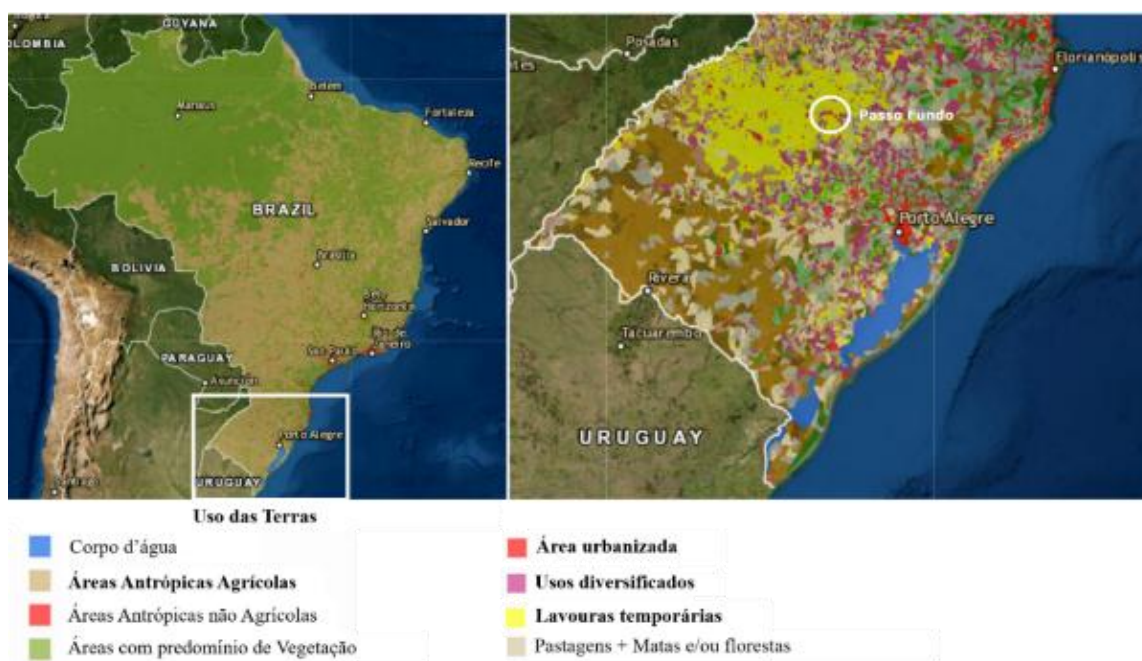 GUYANA
COLOMBIA
Belém
Manaus
Fortaleza
Recife
BRAZIL
Salvador
Brasília
BOLIVIA
Belo
Horizonte
Rio de
Janeiro
São Paulo
PARAGUAY
Asunción
Porto Alegre
URUGUAY
Santiago
Posadas
Florianópolis
ntes
Passo Fundo
Porto Alegre
Rivera
Tacuarembó
URUGUAY
Uso das Terras
Corpo d’água
Áreas Antrópicas Agrícolas
Áreas Antrópicas não Agrícolas
Áreas com predomínio de Vegetação
Área urbanizada
Usos diversificados
Lavouras temporárias
Pastagens + Matas e/ou florestas